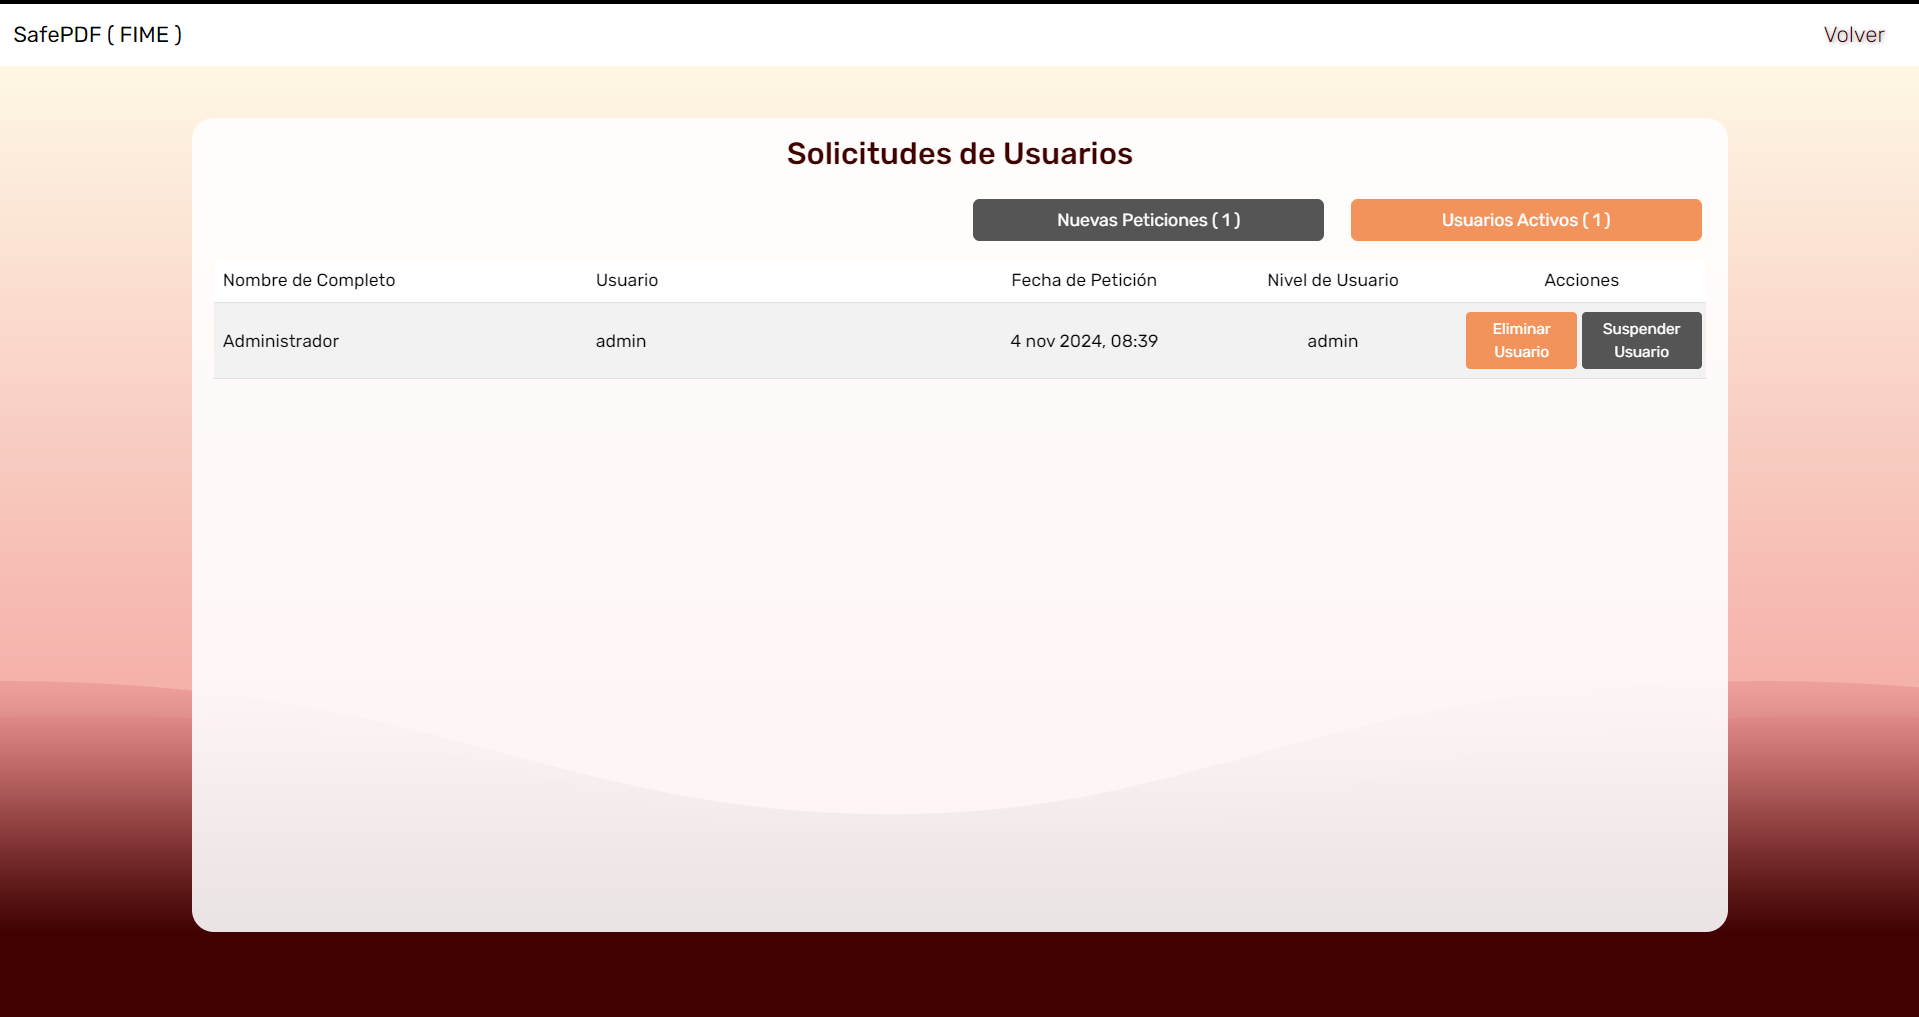 SafePDF ( FIME )
Volver
Solicitudes de Usuarios
Nuevas Peticiones ( 1 )
Usuarios Activos ( 1 )
Nombre de Completo
Usuario
Fecha de Petición
Nivel de Usuario
Acciones
Administrador
admin
4 nov 2024, 08:39
admin
Eliminar
Usuario
Suspender
Usuario